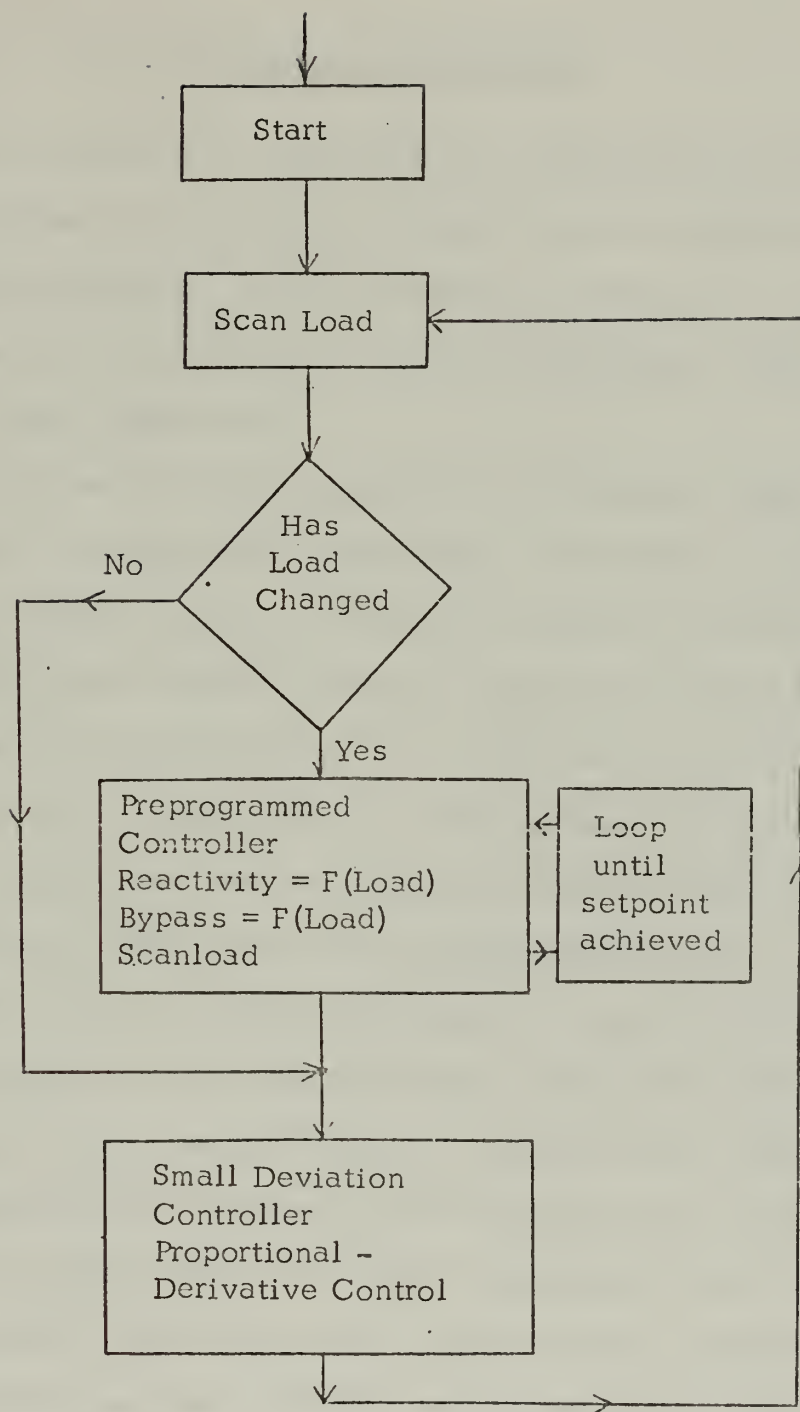 Start
Scan Load
Has
Load
Changed
No
Yes
Preprogrammed
Controller
Reactivity = F(Load)
Bypass = F(Load)
Scanload
Loop
until
setpoint
achieved
Small Deviation
Controller
Proportional -
Derivative Control